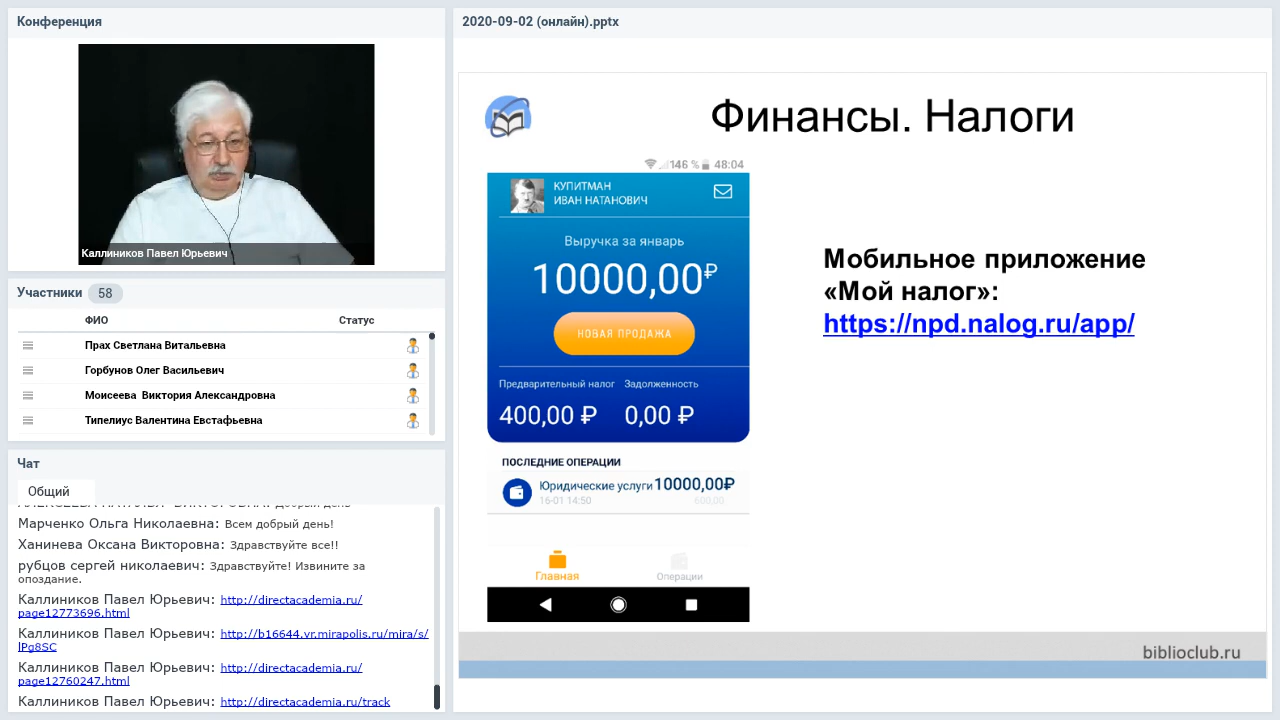 Конференция
Каллиников Павел Юрьевич
Участники 58
ФИО Статус
Прах Светлана Витальевна
Горбунов Олег Васильевич
Моисеева Виктория Александровна
Типелиус Валентина Евстафьевна
Чат
Общий
Марченко Ольга Николаевна: Всем добрый день!
Ханинева Оксана Викторовна: Здравствуйте все!!
рубцов сергей николаевич: Здравствуйте! Извините за
опоздание.
Каллиников Павел Юрьевич: http://directacademia.ru/
page12773696.html
Каллиников Павел Юрьевич: http://b16644.vr.mirapolis.ru/mira/s/
lPg8SC
Каллиников Павел Юрьевич: http://directacademia.ru/
page12760247.html
Каллиников Павел Юрьевич: http://directacademia.ru/track
2020-09-02 (онлайн).pptx
Финансы. Налоги
146 % 48:04
КУПИТМАН
ИВАН НАТАНОВИЧ
Выручка за январь
10000,00₽
НОВАЯ ПРОДАЖА
Предварительный налог Задолженность
400,00 ₽ 0,00 ₽
ПОСЛЕДНИЕ ОПЕРАЦИИ
Юридические услуги 10000,00₽
16-01 14:50 600,00
Главная Операции
Мобильное приложение
«Мой налог»:
https://npd.nalog.ru/app/
biblioclub.ru